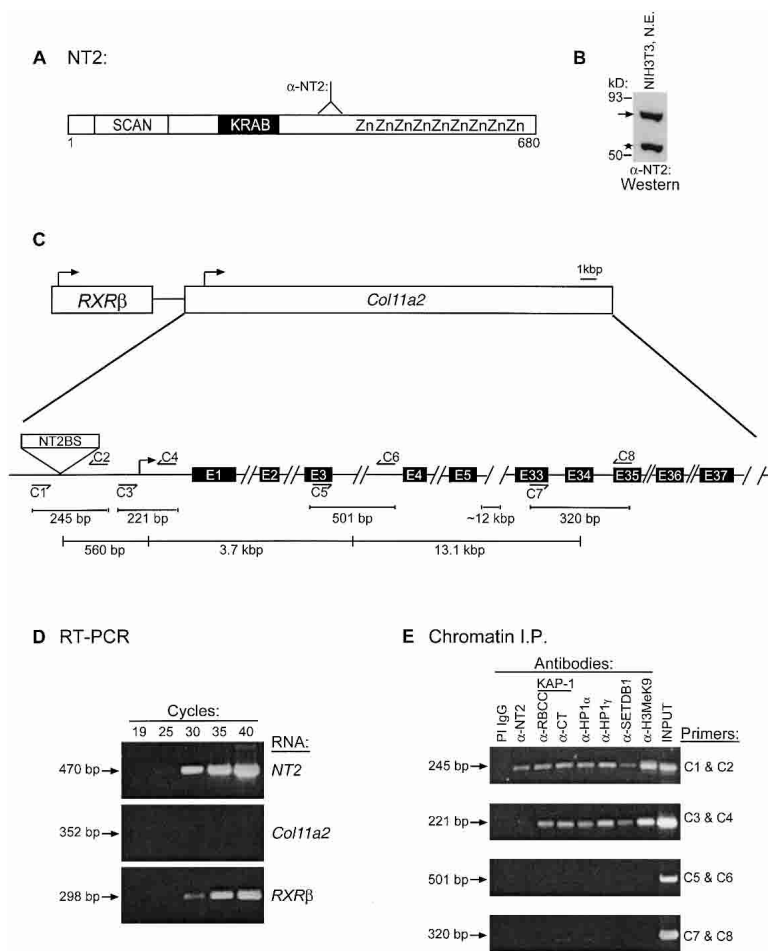 A NT2:
α-NT2:
SCAN KRAB ZnZnZnZnZnZnZnZnZn
1 680
B
NIH3T3, N.E.
kD:
93
50
α-NT2:
Western
C
1kbp
RXRβ Col11a2
NT2BS
C2 C4 C6 C8
E1 E2 E3 E4 E5 E33 E34 E35 E36 E37
C1 C3 C5 C7
245 bp 221 bp 501 bp ~12 kbp 320 bp
560 bp 3.7 kbp 13.1 kbp
D RT-PCR
Cycles:
19 25 30 35 40
RNA:
470 bp NT2
352 bp Col11a2
298 bp RXRβ
E Chromatin I.P.
Antibodies:
KAP-1
PI IgG
α-NT2
α-RBCC
α-CT
α-HP1α
α-HP1γ
α-SETDB1
α-H3MeK9
INPUT
Primers:
245 bp C1 & C2
221 bp C3 & C4
501 bp C5 & C6
320 bp C7 & C8